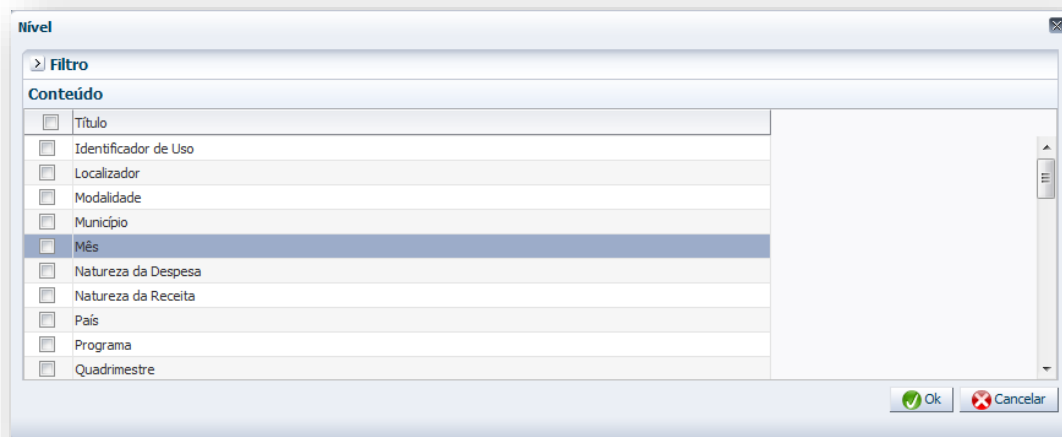 Nível
Filtro
Conteúdo
Título
Identificador de Uso
Localizador
Modalidade
Município
Mês
Natureza da Despesa
Natureza da Receita
País
Programa
Quadrimestre
Ok Cancelar